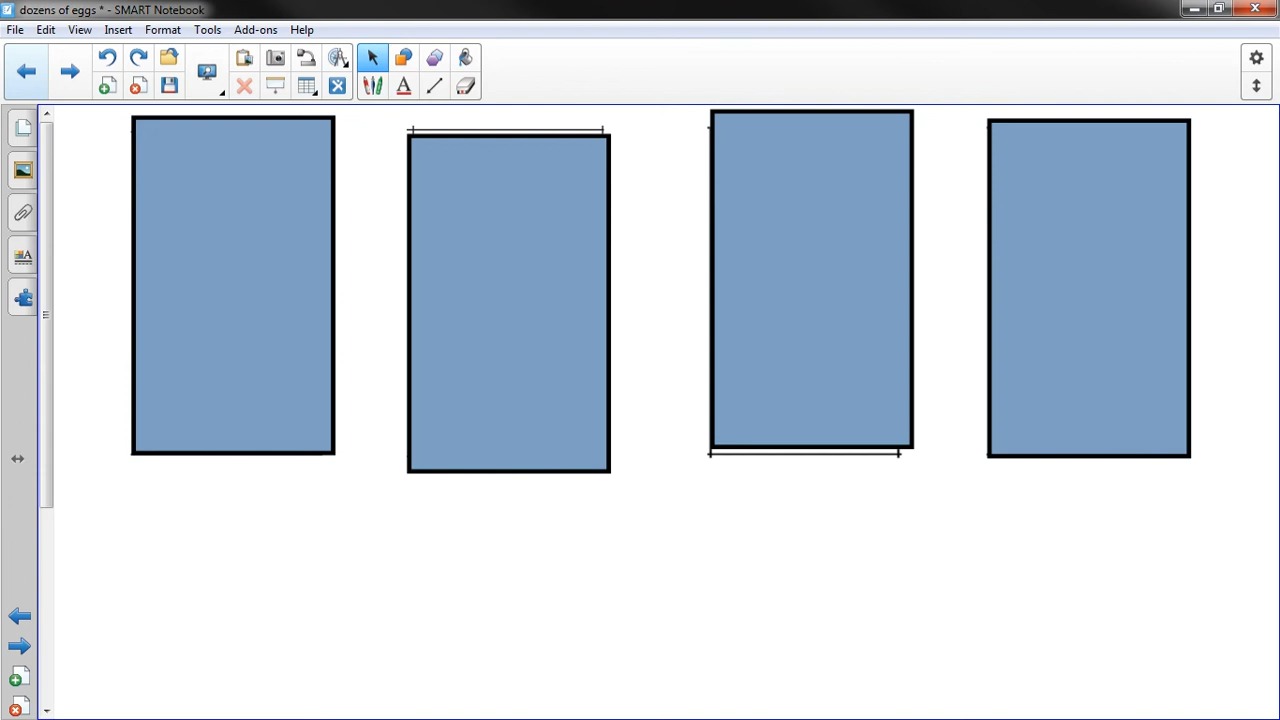 dozens of eggs * - SMART Notebook
File Edit View Insert Format Tools Add-ons Help